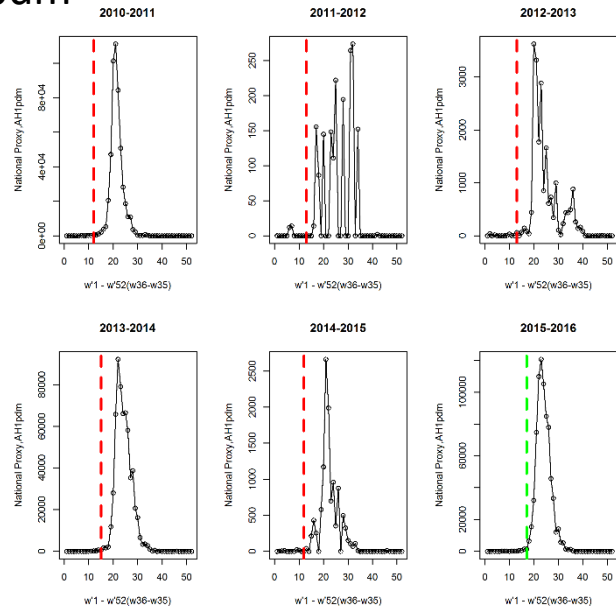 2010-2011
2011-2012
2012-2013
National Proxy,AH1pdm
0e+00
4e+04
8e+04
0 10 20 30 40 50
w'1 - w'52(w36-w35)
National Proxy,AH1pdm
0 50 100 150 200 250
0 10 20 30 40 50
w'1 - w'52(w36-w35)
National Proxy,AH1pdm
0 1000 2000 3000
0 10 20 30 40 50
w'1 - w'52(w36-w35)
2013-2014
2014-2015
2015-2016
National Proxy,AH1pdm
0 20000 40000 60000 80000
0 10 20 30 40 50
w'1 - w'52(w36-w35)
National Proxy,AH1pdm
0 500 1000 1500 2000 2500
0 10 20 30 40 50
w'1 - w'52(w36-w35)
National Proxy,AH1pdm
0 20000 60000 100000
0 10 20 30 40 50
w'1 - w'52(w36-w35)